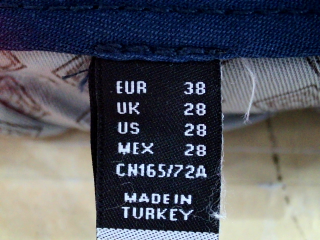 EUR 38
UK 28
US 28
MEX 28
CN165/72A
MADE IN
TURKEY